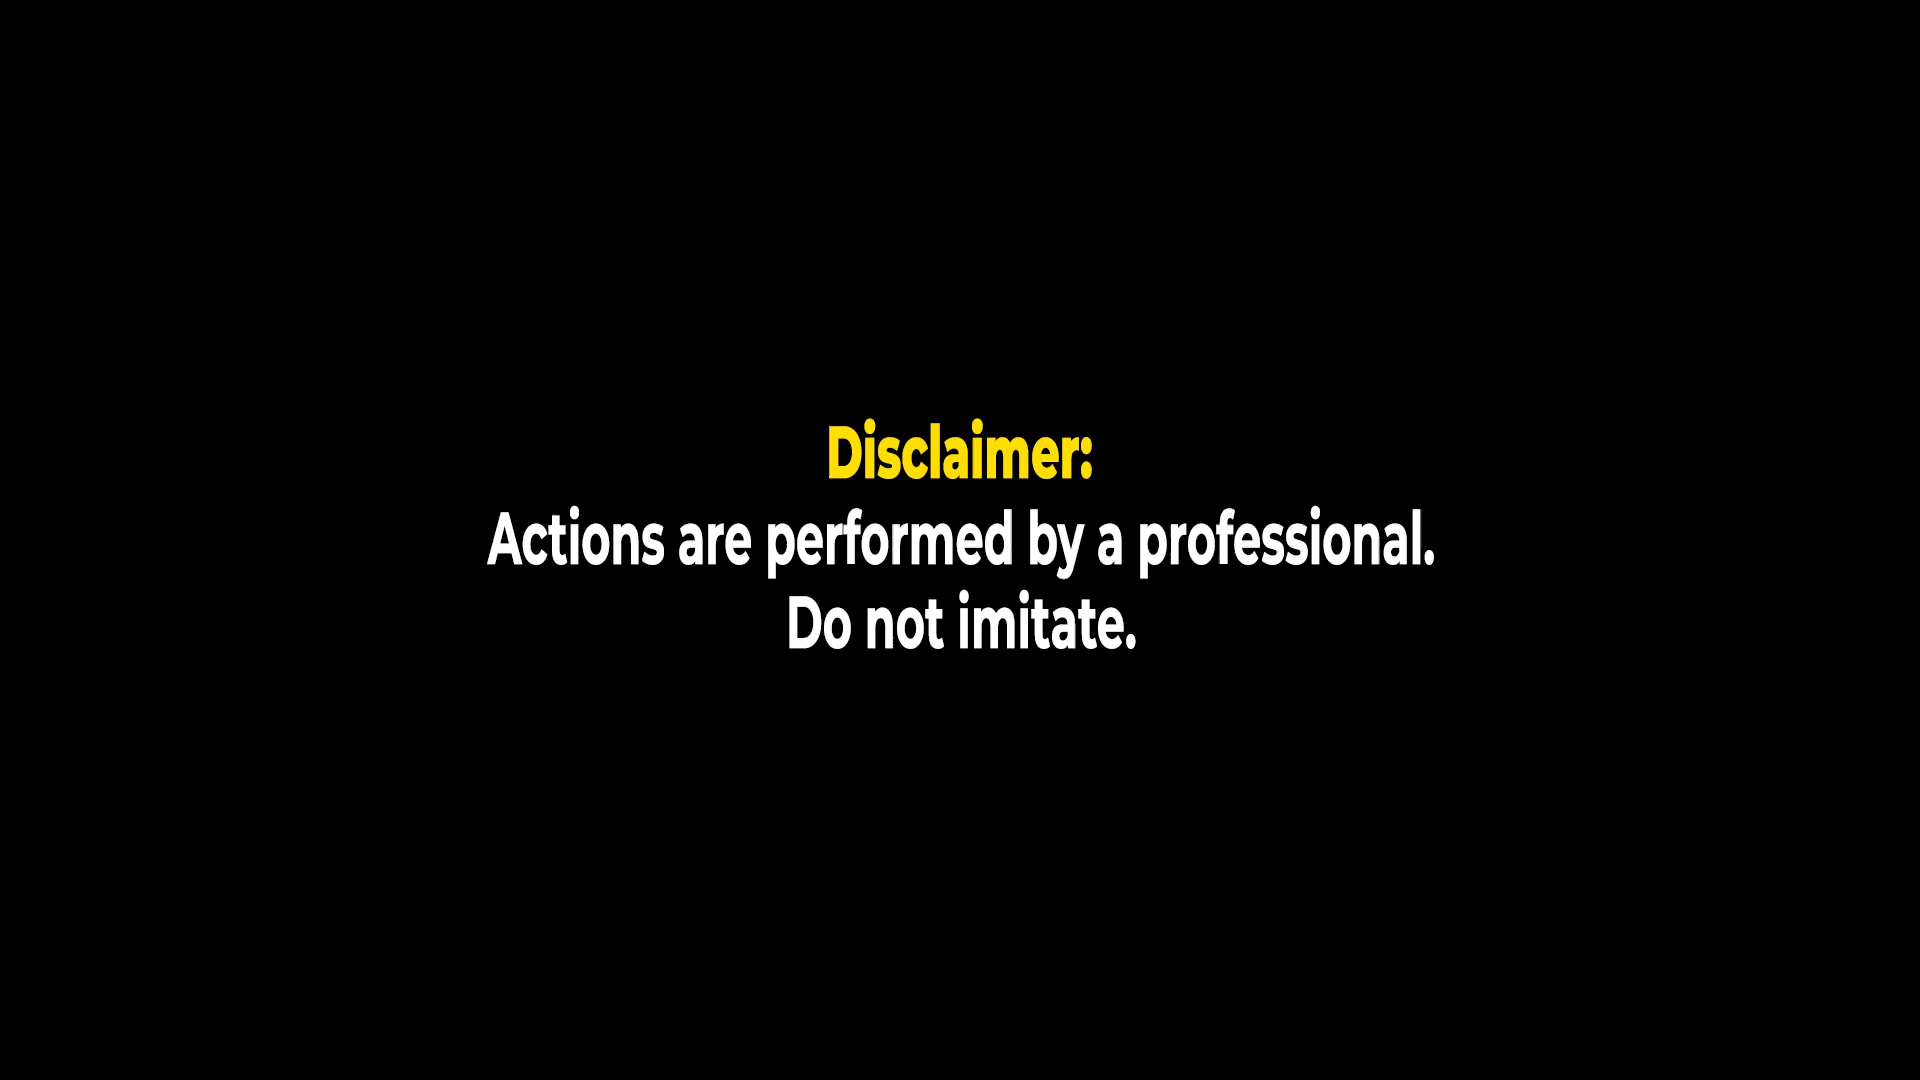 Disclaimer:
Actions are performed by a professional.
Do not imitate.